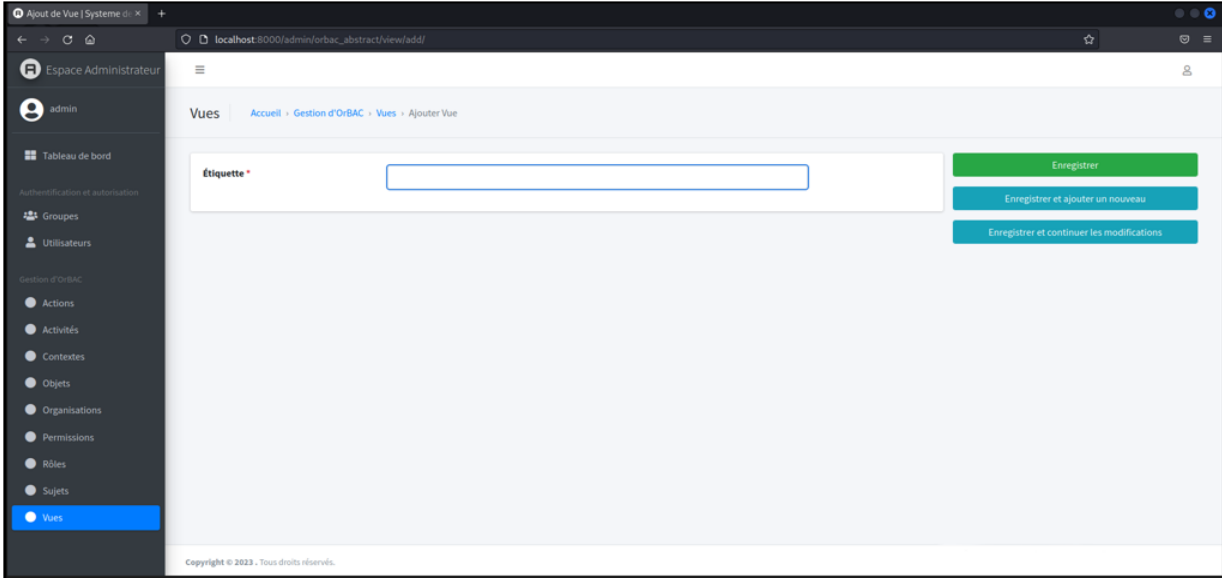 Ajout de Vue | Systeme de
localhost:8000/admin/orbac_abstract/view/add/
Espace Administrateur
admin
Vues
Accueil › Gestion d'OrBAC › Vues › Ajouter Vue
Tableau de bord
Authentification et autorisation
Groupes
Utilisateurs
Gestion d'OrBAC
Actions
Activités
Contextes
Objets
Organisations
Permissions
Rôles
Sujets
Vues
Étiquette *
Enregistrer
Enregistrer et ajouter un nouveau
Enregistrer et continuer les modifications
Copyright © 2023 . Tous droits réservés.